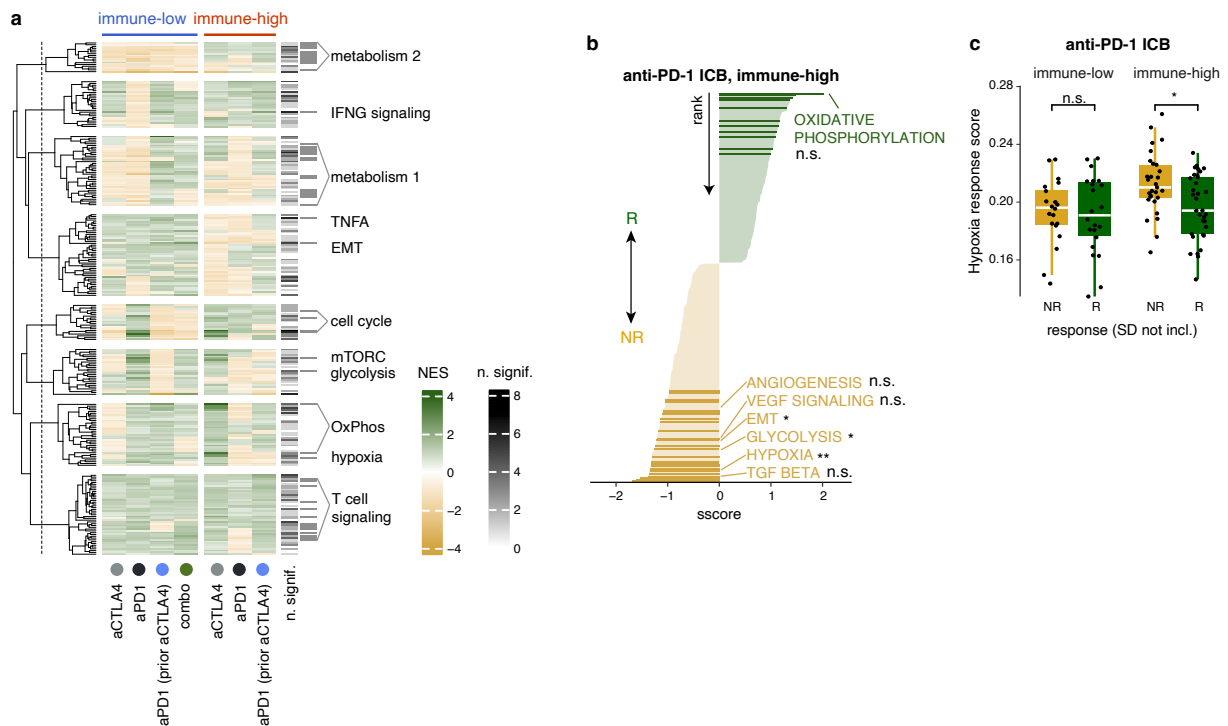 a
immune-low
immune-high
metabolism 2
IFNG signaling
metabolism 1
TNFA
EMT
cell cycle
mTORC
glycolysis
OxPhos
hypoxia
T cell
signaling
NES
4
2
0
−2
−4
n. signif.
8
6
4
2
0
aCTLA4
aPD1
aPD1 (prior aCTLA4)
combo
aCTLA4
aPD1
aPD1 (prior aCTLA4)
n. signif.
b
anti-PD-1 ICB, immune-high
rank
OXIDATIVE
PHOSPHORYLATION
n.s.
R
NR
ANGIOGENESIS n.s.
VEGF SIGNALING n.s.
EMT *
GLYCOLYSIS *
HYPOXIA **
TGF BETA n.s.
−2 −1 0 1 2
sscore
c
anti-PD-1 ICB
immune-low immune-high
n.s. *
Hypoxia response score
0.28
0.24
0.20
0.16
NR R NR R
response (SD not incl.)